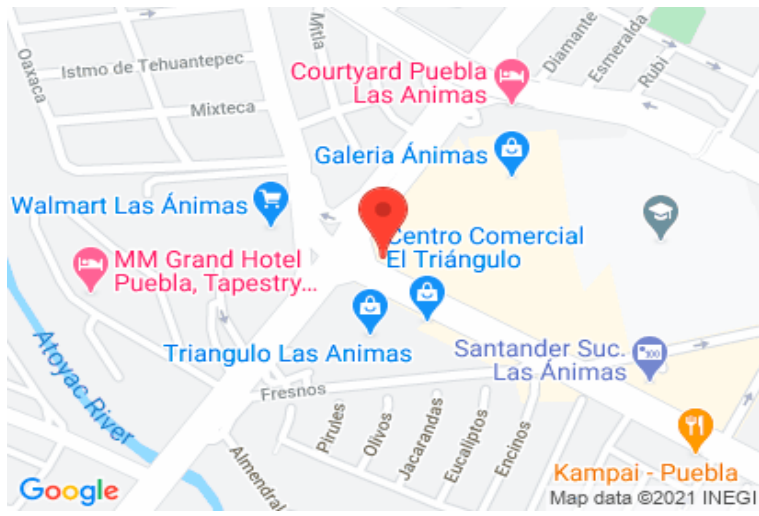 Oaxaca
Mitla
Istmo de Tehuantepec
Mixteca
Courtyard Puebla
Las Animas
Diamante
Esmeralda
Rubi
Galeria Ánimas
Walmart Las Ánimas
Centro Comercial
El Triángulo
MM Grand Hotel
Puebla, Tapestry...
Triangulo Las Animas
Santander Suc.
Las Ánimas
Atoyac River
Fresnos
Pirules
Olivos
Jacarandas
Eucaliptos
Encinos
Almendral
Kampai - Puebla
Google
Map data ©2021 INEGI